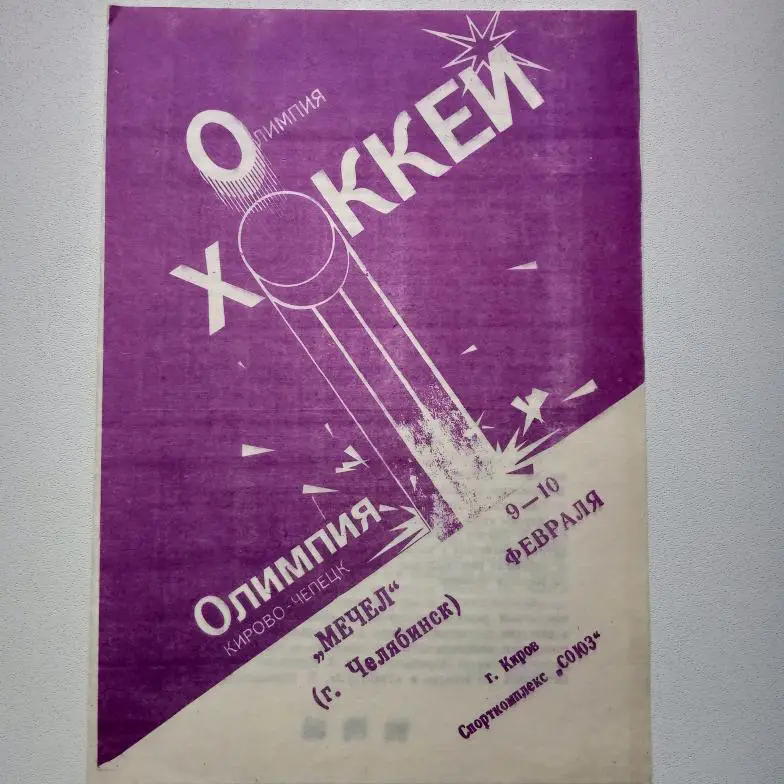 Олимпия
ХОККЕЙ
Олимпия
КИРОВО-ЧЕПЕЦК
„МЕЧЕЛ“
(г. Челябинск)
9—10
ФЕВРАЛЯ
г. Киров
Спорткомплекс „СОЮЗ“